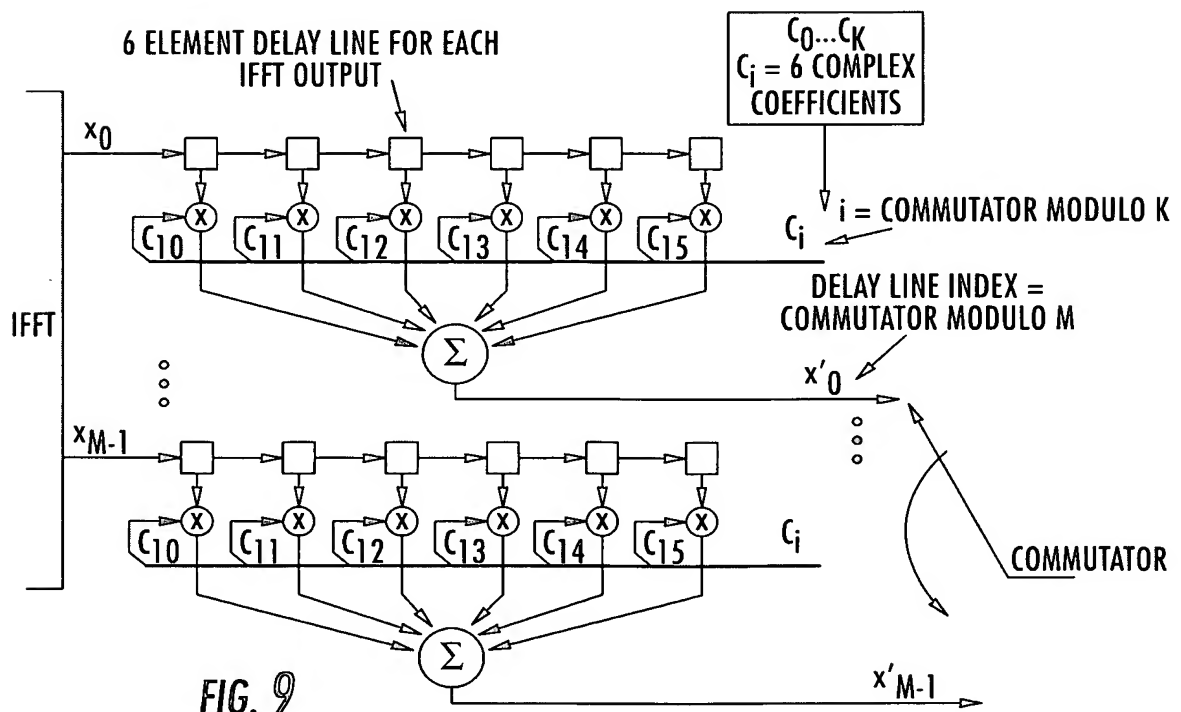 6 ELEMENT DELAY LINE FOR EACH
IFFT OUTPUT
C0...CK
Ci = 6 COMPLEX
COEFFICIENTS
x0
X X X X X X
C10 C11 C12 C13 C14 C15
Ci
i = COMMUTATOR MODULO K
DELAY LINE INDEX =
COMMUTATOR MODULO M
IFFT
Σ
x'0
xM-1
X X X X X X
C10 C11 C12 C13 C14 C15
Ci
COMMUTATOR
Σ
x'M-1
FIG. 9